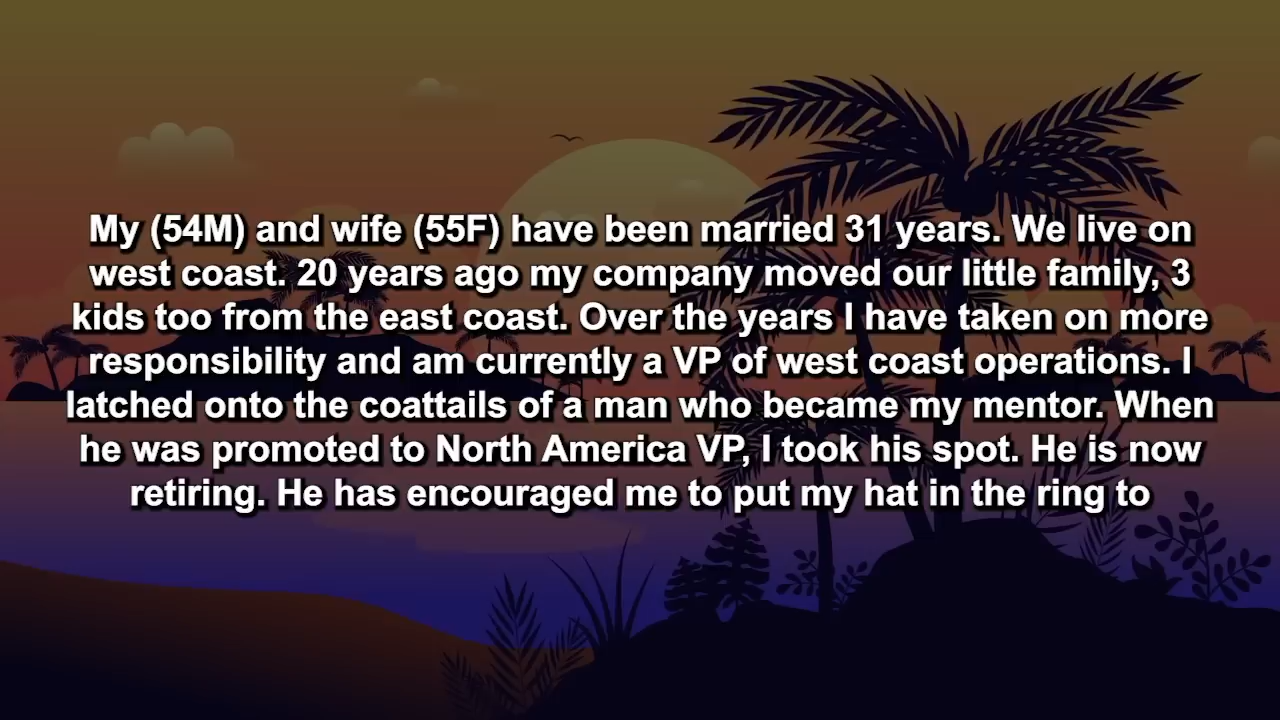 My (54M) and wife (55F) have been married 31 years. We live on
west coast. 20 years ago my company moved our little family, 3
kids too from the east coast. Over the years I have taken on more
responsibility and am currently a VP of west coast operations. I
latched onto the coattails of a man who became my mentor. When
he was promoted to North America VP, I took his spot. He is now
retiring. He has encouraged me to put my hat in the ring to